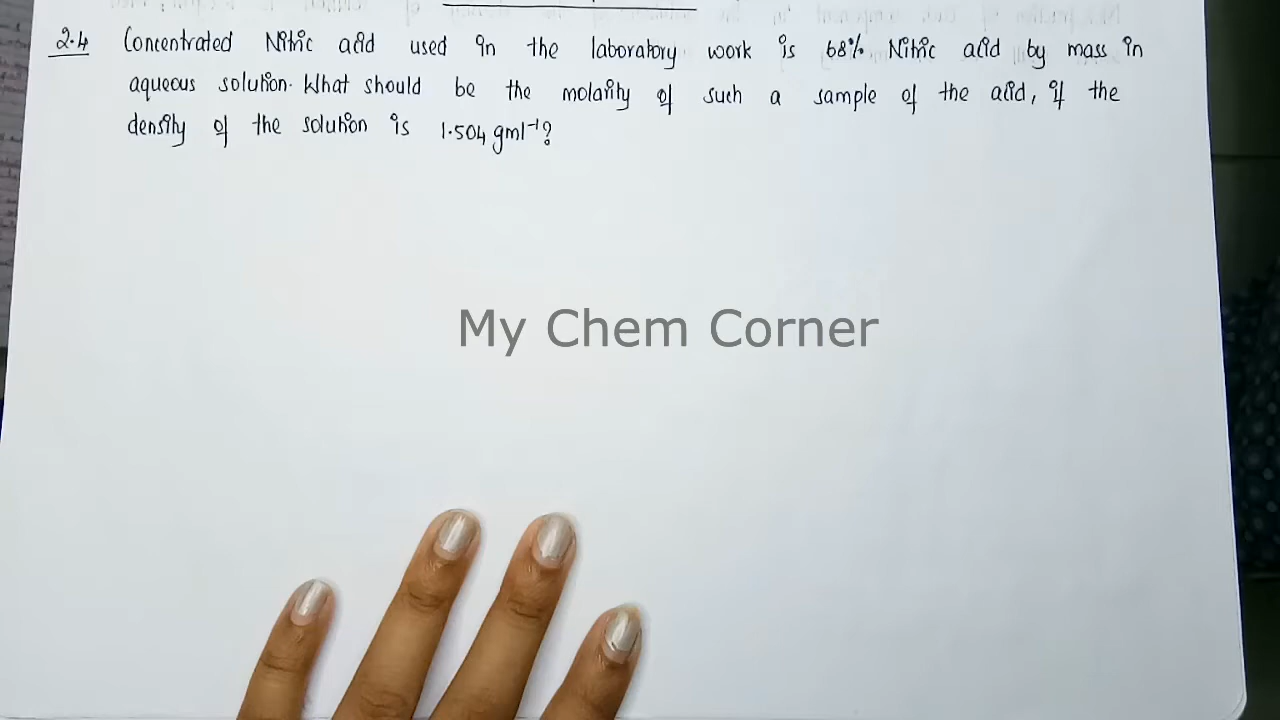 2.4 Concentrated Nitric acid used in the laboratory work is 68% Nitric acid by mass in
aqueous solution. What should be the molarity of such a sample of the acid, if the
density of the solution is 1.504 gml⁻¹?
My Chem Corner